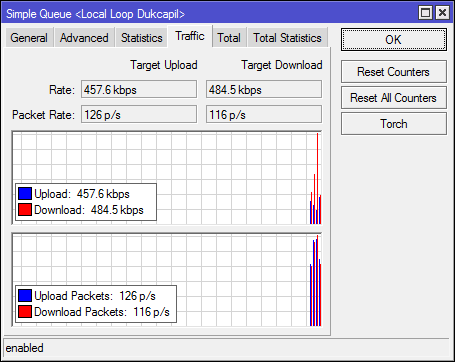 Simple Queue <Local Loop Dukcapil>
General Advanced Statistics Traffic Total Total Statistics
OK
Target Upload Target Download
Reset Counters
Rate: 457.6 kbps 484.5 kbps
Reset All Counters
Packet Rate: 126 p/s 116 p/s
Torch
Upload: 457.6 kbps
Download: 484.5 kbps
Upload Packets: 126 p/s
Download Packets: 116 p/s
enabled